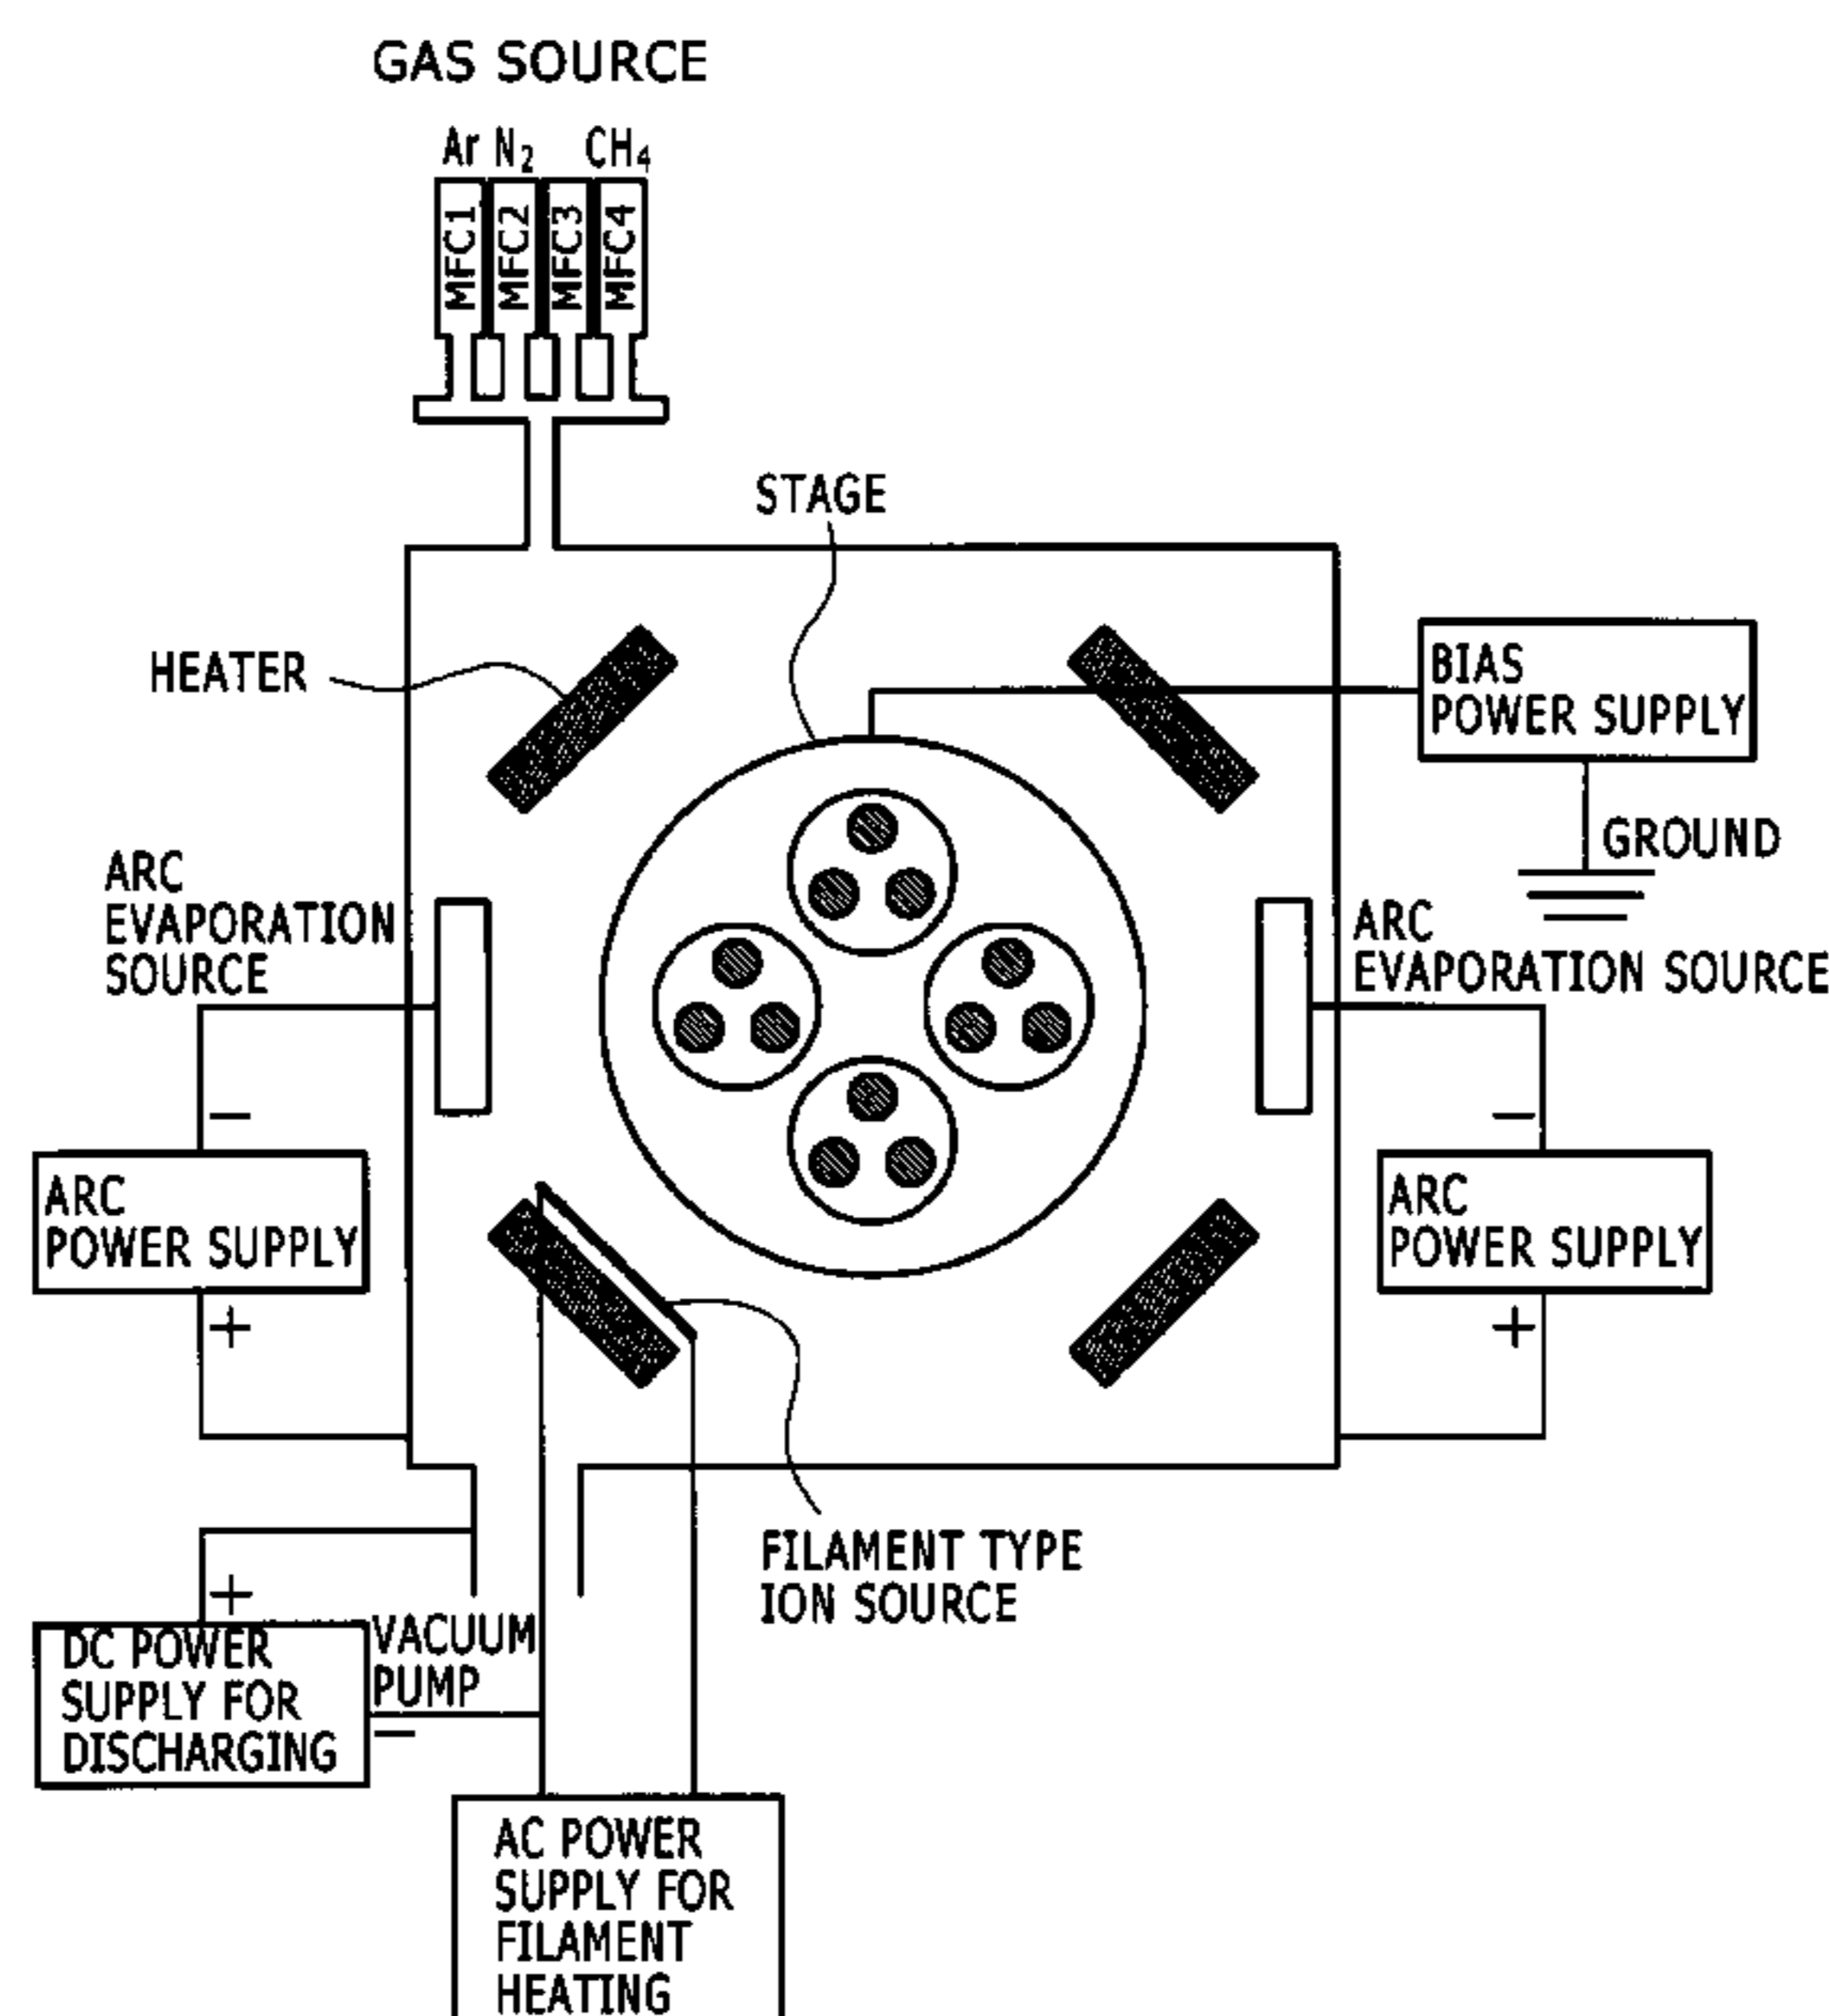 GAS SOURCE
Ar N₂ CH₄
MFC1
MFC2
MFC3
MFC4
STAGE
HEATER
BIAS
POWER SUPPLY
GROUND
ARC
EVAPORATION
SOURCE
ARC
EVAPORATION SOURCE
−
−
ARC
POWER SUPPLY
ARC
POWER SUPPLY
+
+
FILAMENT TYPE
ION SOURCE
+
DC POWER
SUPPLY FOR
DISCHARGING
VACUUM
PUMP
−
AC POWER
SUPPLY FOR
FILAMENT
HEATING